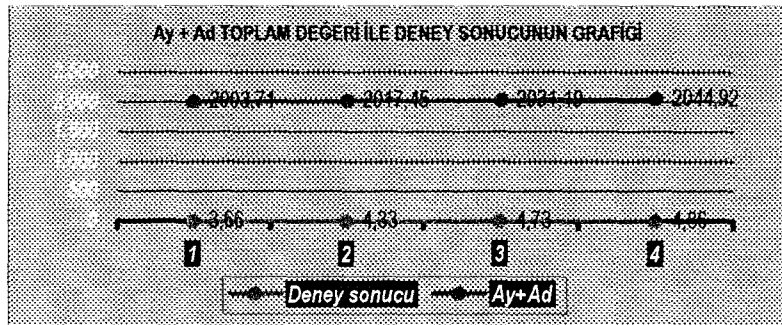 Ay + Ad TOPLAM DEĞERİ İLE DENEY SONUCUNUN GRAFİĞİ
2003,71 2017,45 2031,19 2044,92
500
0
3,66 4,33 4,73 4,86
1 2 3 4
Deney sonucu Ay+Ad